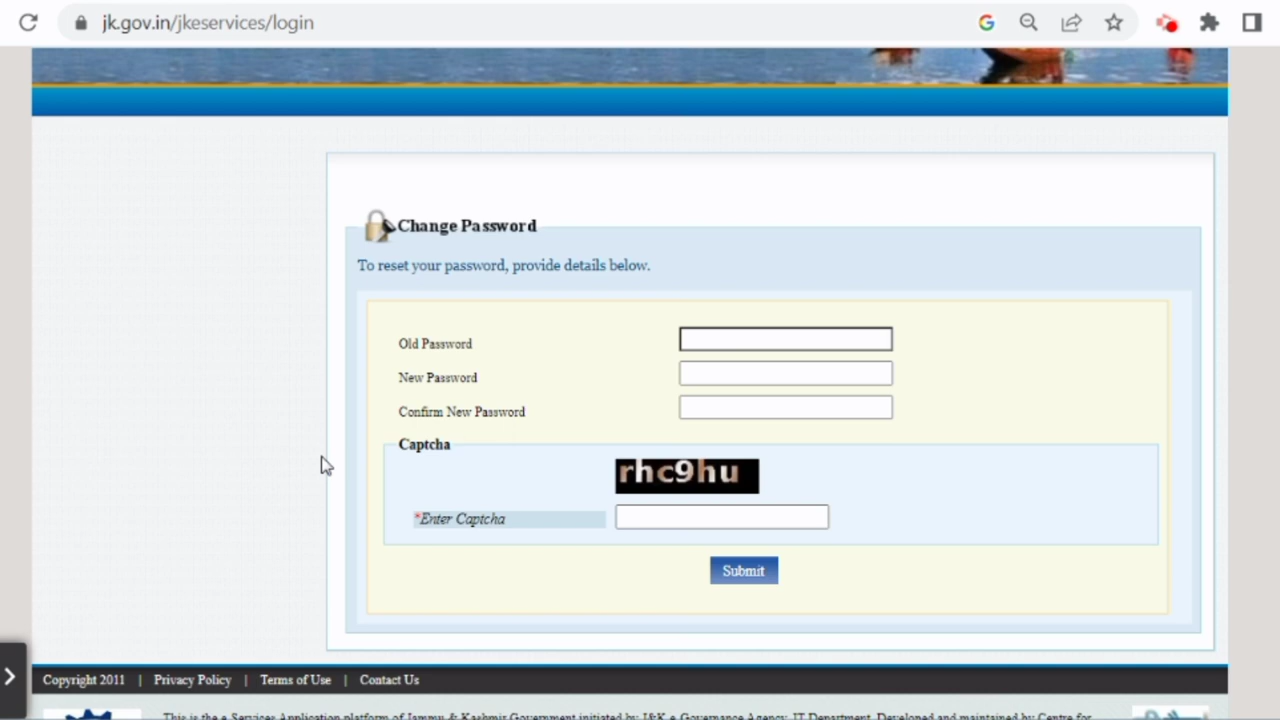 jk.gov.in/jkeservices/login
Change Password
To reset your password, provide details below.
Old Password
New Password
Confirm New Password
Captcha
rhc9hu
*Enter Captcha
Submit
Copyright 2011 | Privacy Policy | Terms of Use | Contact Us
This is the e Services Application platform of Jammu & Kashmir Government initiated by J&K e Governance Agency, IT Department. Developed and maintained by Centre for